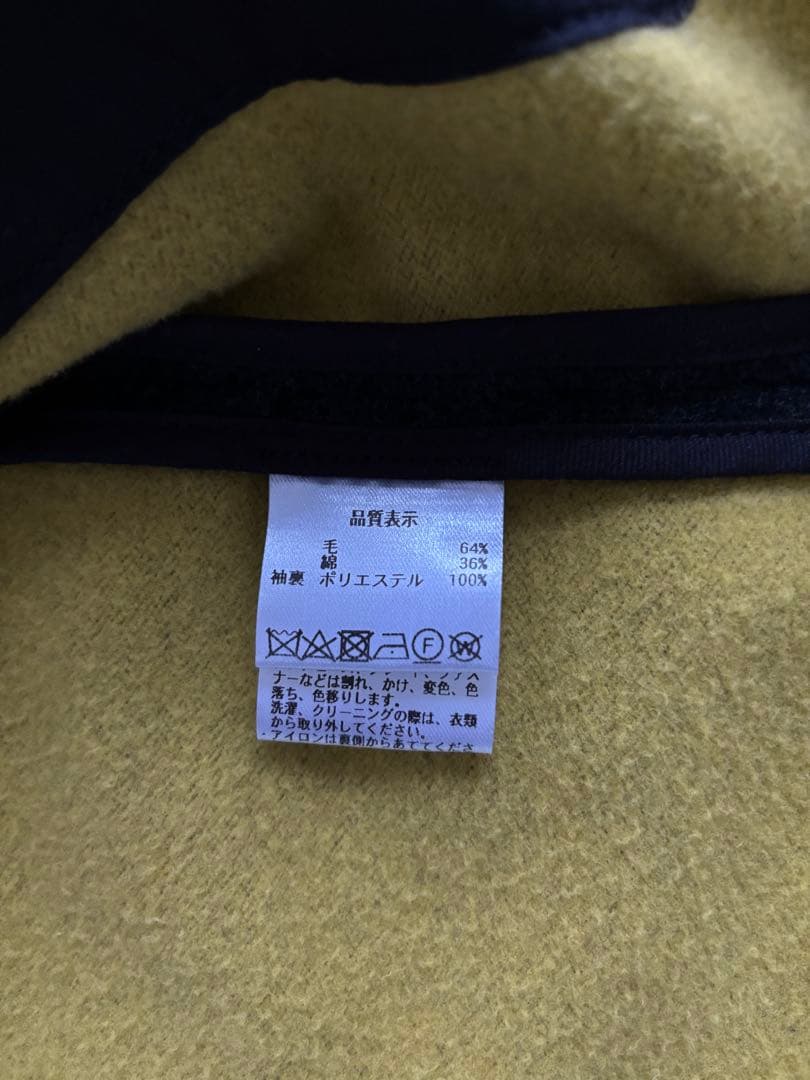 品質表示
毛 64%
綿 36%
袖裏 ポリエステル 100%
F W
ナーなどは割れ、かけ、変色、色
落ち、色移りします。
洗濯、クリーニングの際は、衣類
から取り外してください。
・アイロンは裏側からあててくださ